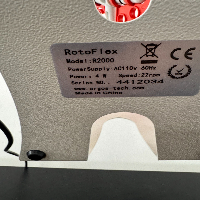 RotoFlex
Model: R2000
PowerSupply: AC110v 60Hz
Power: 4 W Speed: 27rpm
Serial NO.: 4412034
www.argus-tech.com
Made in China